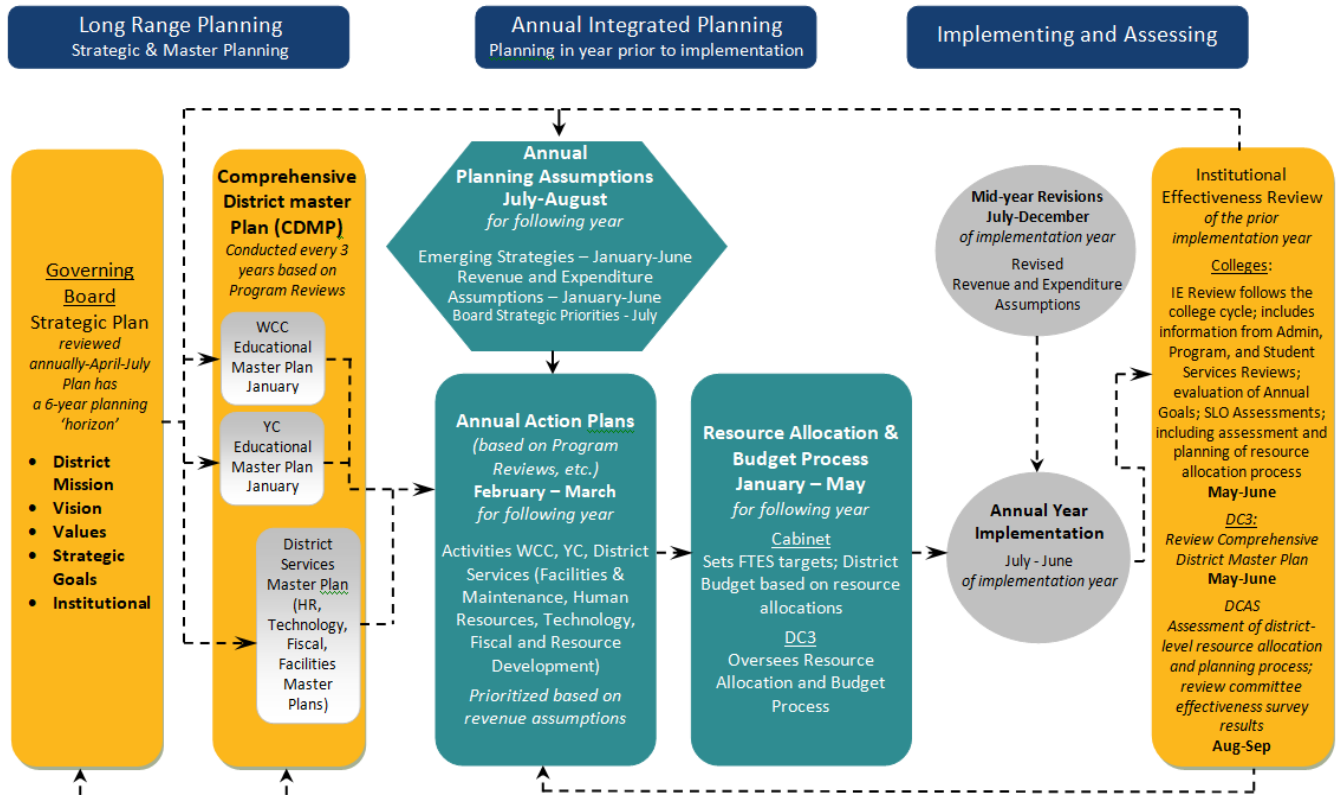 Long Range Planning
Strategic & Master Planning
Annual Integrated Planning
Planning in year prior to implementation
Implementing and Assessing
Governing
Board
Strategic Plan
reviewed
annually-April-July
Plan has
a 6-year planning
‘horizon’
• District
Mission
• Vision
• Values
• Strategic
Goals
• Institutional
Comprehensive
District master
Plan (CDMP)
Conducted every 3
years based on
Program Reviews
WCC
Educational
Master Plan
January
YC
Educational
Master Plan
January
District
Services
Master Plan
(HR,
Technology,
Fiscal,
Facilities
Master
Plans)
Annual
Planning Assumptions
July-August
for following year
Emerging Strategies – January-June
Revenue and Expenditure
Assumptions – January-June
Board Strategic Priorities - July
Annual Action Plans
(based on Program
Reviews, etc.)
February – March
for following year
Activities WCC, YC, District
Services (Facilities &
Maintenance, Human
Resources, Technology,
Fiscal and Resource
Development)
Prioritized based on
revenue assumptions
Resource Allocation &
Budget Process
January – May
for following year
Cabinet
Sets FTES targets; District
Budget based on resource
allocations
DC3
Oversees Resource
Allocation and Budget
Process
Mid-year Revisions
July-December
of implementation year
Revised
Revenue and Expenditure
Assumptions
Annual Year
Implementation
July - June
of implementation year
Institutional
Effectiveness Review
of the prior
implementation year
Colleges:
IE Review follows the
college cycle; includes
information from Admin,
Program, and Student
Services Reviews;
evaluation of Annual
Goals; SLO Assessments;
including assessment and
planning of resource
allocation process
May-June
DC3:
Review Comprehensive
District Master Plan
May-June
DCAS
Assessment of district-
level resource allocation
and planning process;
review committee
effectiveness survey
results
Aug-Sep